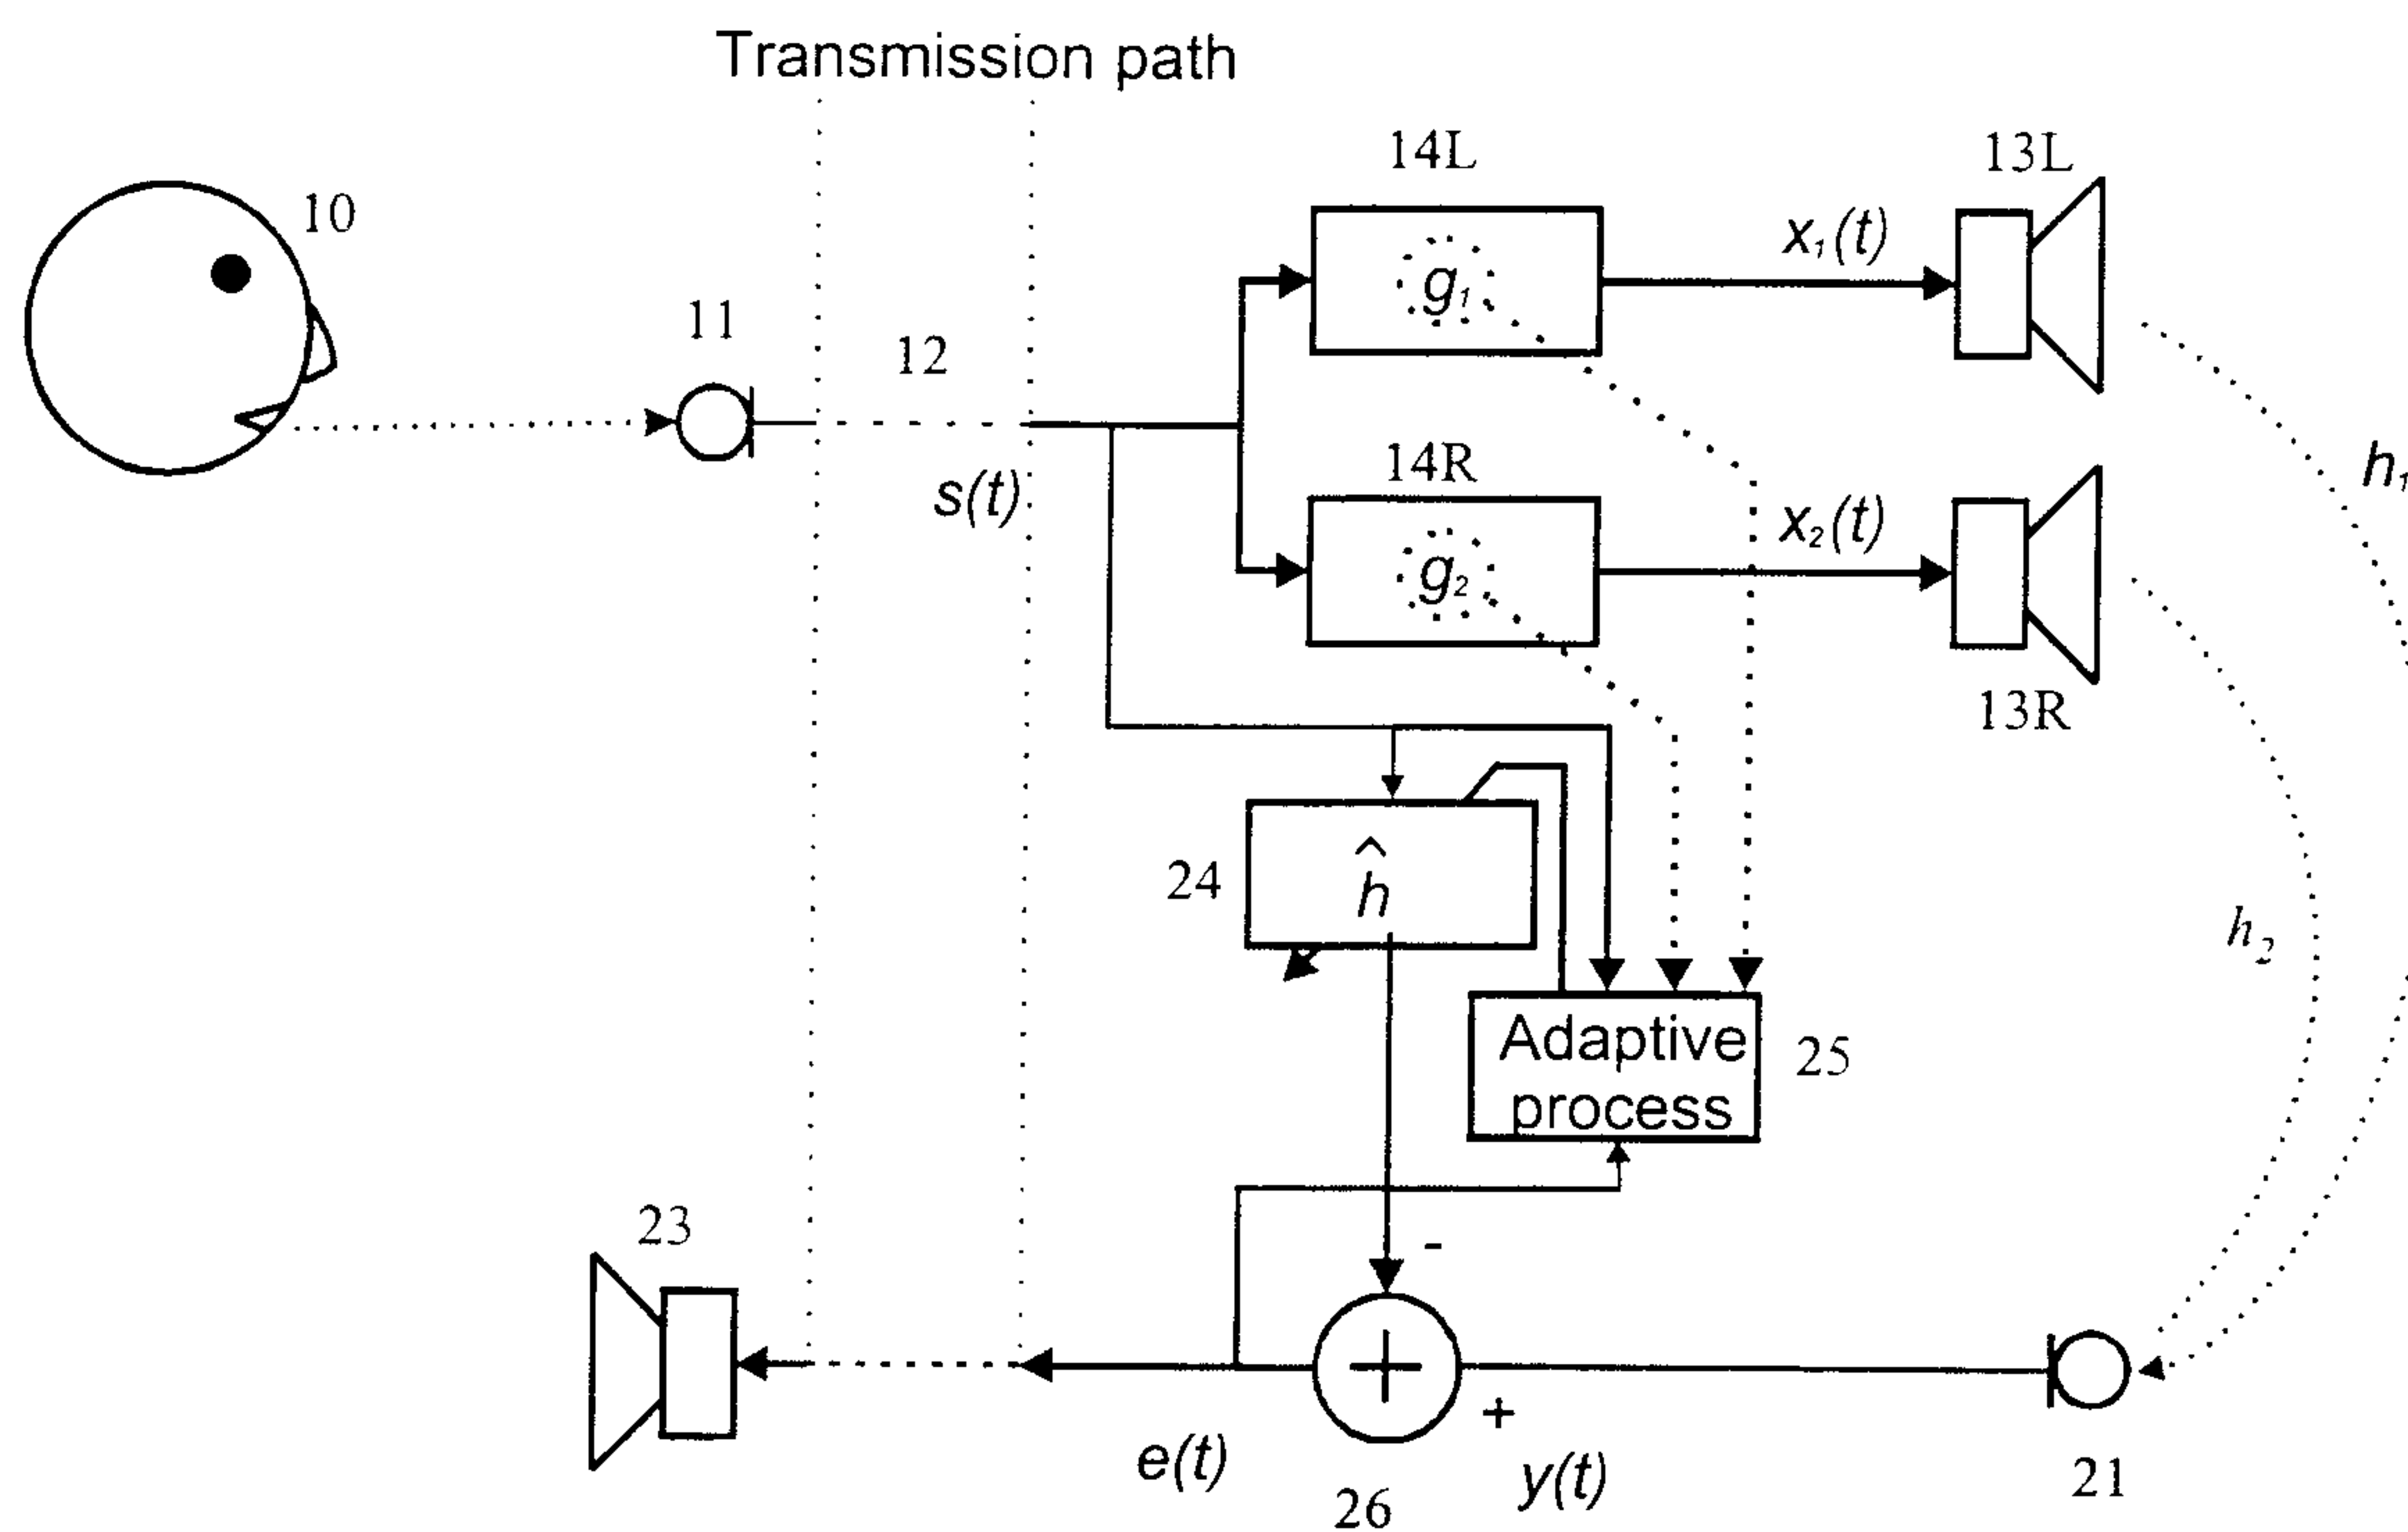 Transmission path
14L
13L
10
g₁
x₁(t)
11
12
h₁
14R
s(t)
g₂
x₂(t)
13R
24
ĥ
h₂
Adaptive
process
25
23
-
+
+
e(t)
y(t)
26
21